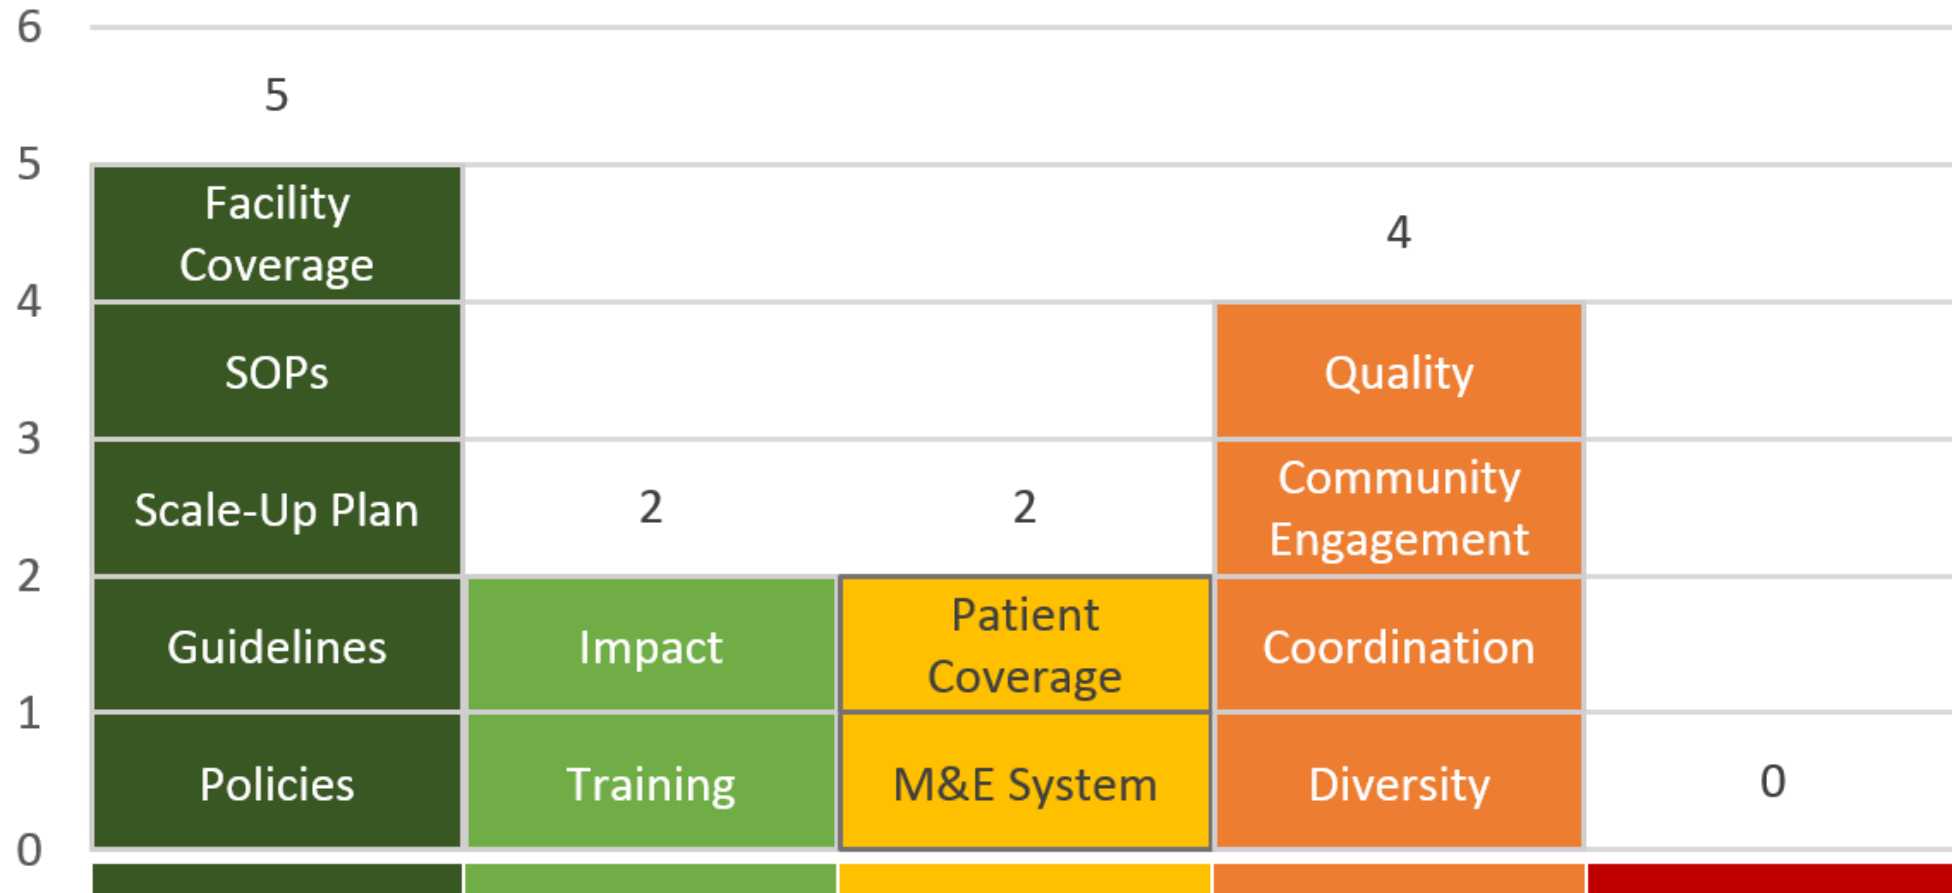 6
5
5
Facility
Coverage
4
4
SOPs
Quality
3
Scale-Up Plan
2
2
Community
Engagement
2
Guidelines
Impact
Patient
Coverage
Coordination
1
Policies
Training
M&E System
Diversity
0
0